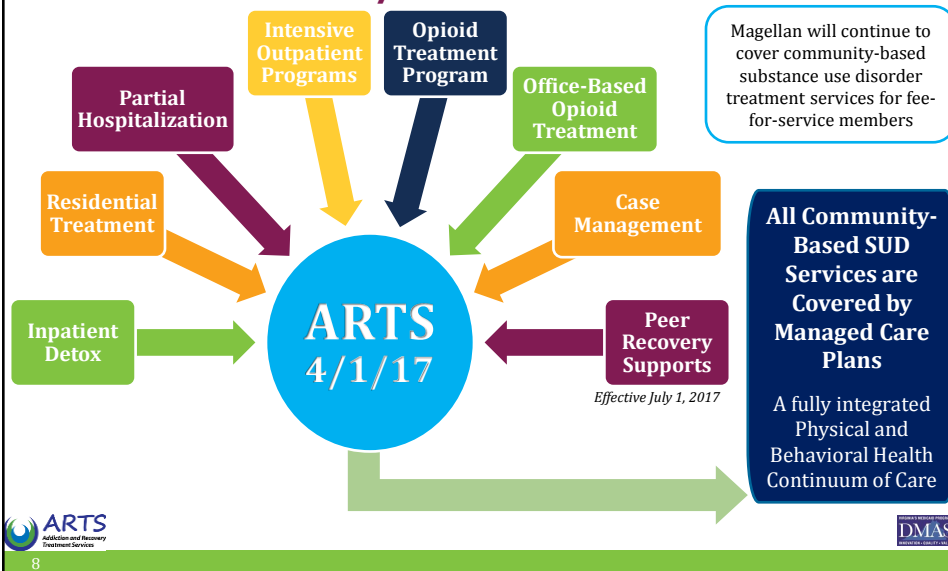 Intensive
Outpatient
Programs
Opioid
Treatment
Program
Magellan will continue to
cover community-based
substance use disorder
treatment services for fee-
for-service members
Partial
Hospitalization
Office-Based
Opioid
Treatment
Residential
Treatment
Case
Management
Inpatient
Detox
ARTS
4/1/17
Peer
Recovery
Supports
Effective July 1, 2017
All Community-
Based SUD
Services are
Covered by
Managed Care
Plans
A fully integrated
Physical and
Behavioral Health
Continuum of Care
ARTS
Addiction and Recovery
Treatment Services
DMAS
8